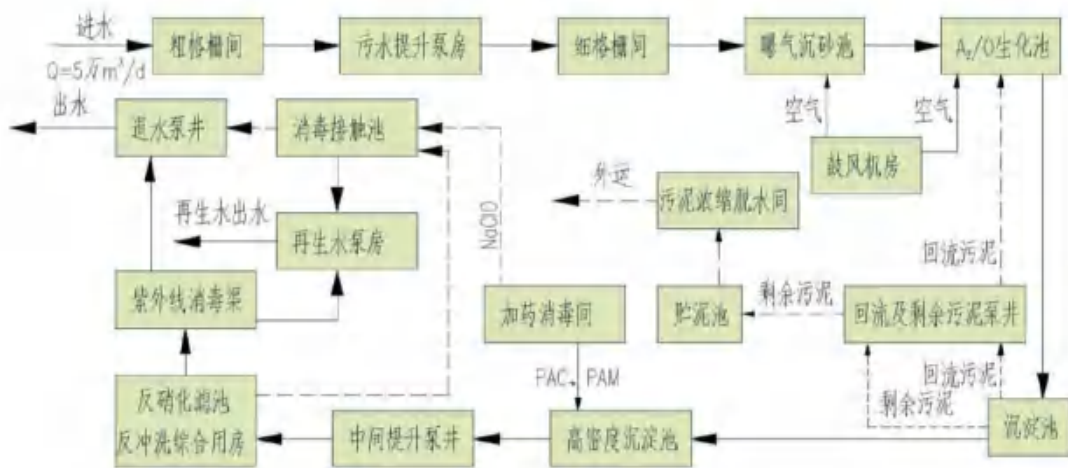 进水
Q=5万m³/d
粗格栅间
污水提升泵房
细格栅间
曝气沉砂池
A₂/O生化池
出水
退水泵井
消毒接触池
空气
空气
鼓风机房
外运
污泥浓缩脱水间
再生水出水
再生水泵房
NaClO
回流污泥
紫外线消毒渠
加药消毒间
贮泥池
剩余污泥
回流及剩余污泥泵井
PAC、PAM
回流污泥
剩余污泥
反硝化滤池
反冲洗综合用房
中间提升泵井
高密度沉淀池
沉淀池